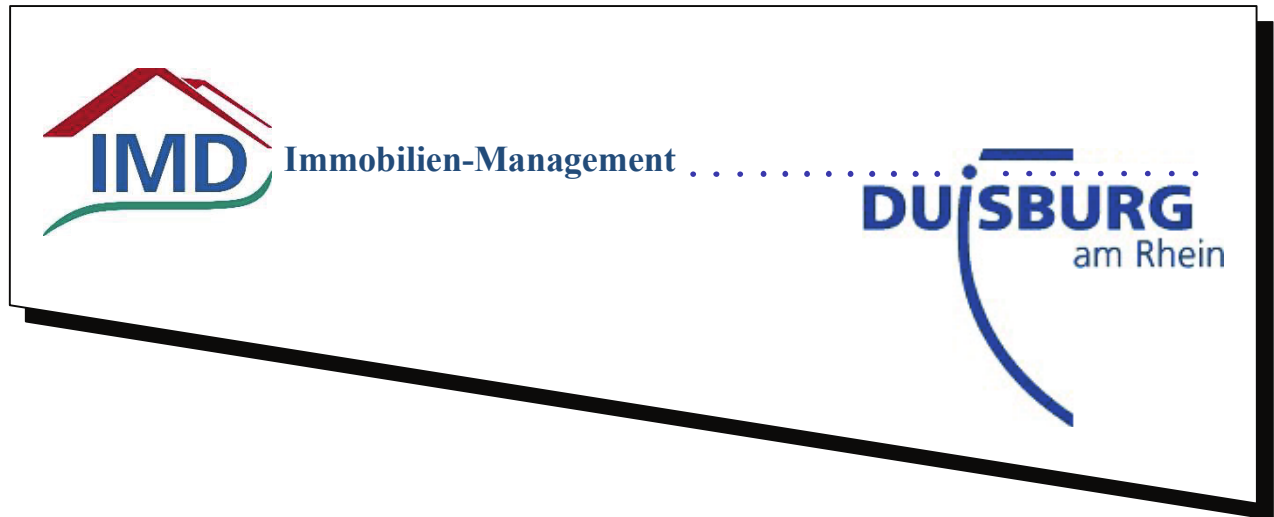 IMD Immobilien-Management . . . . . . . . . . . . . . . . . . . . . . . . . . .
DUISBURG
am Rhein